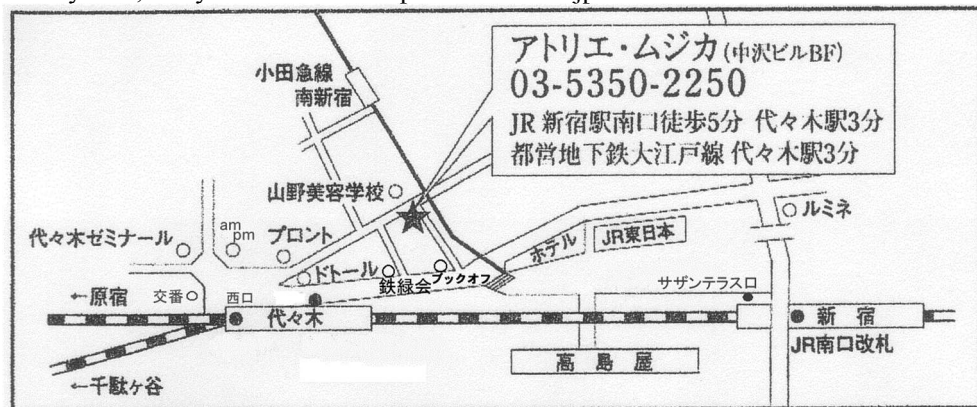 アトリエ・ムジカ(中沢ビルBF)
03-5350-2250
JR 新宿駅南口徒歩5分 代々木駅3分
都営地下鉄大江戸線 代々木駅3分
小田急線
南新宿
山野美容学校
代々木ゼミナール
am
pm
プロント
ドトール
鉄緑会
ブックオフ
ホテル
JR東日本
ルミネ
←原宿
交番
西口
代々木
サザンテラス口
新宿
JR南口改札
高島屋
←千駄ヶ谷